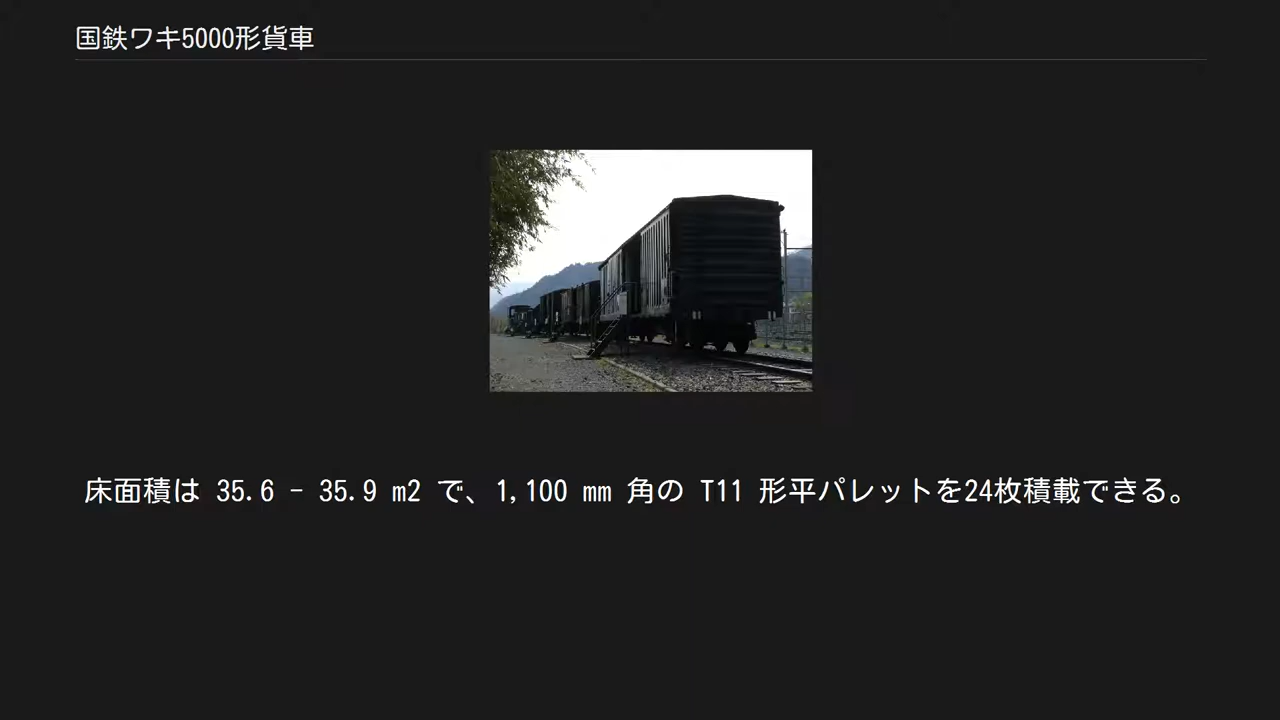 国鉄ワキ5000形貨車
床面積は 35.6 - 35.9 m2 で、1,100 mm 角の T11 形平パレットを24枚積載できる。